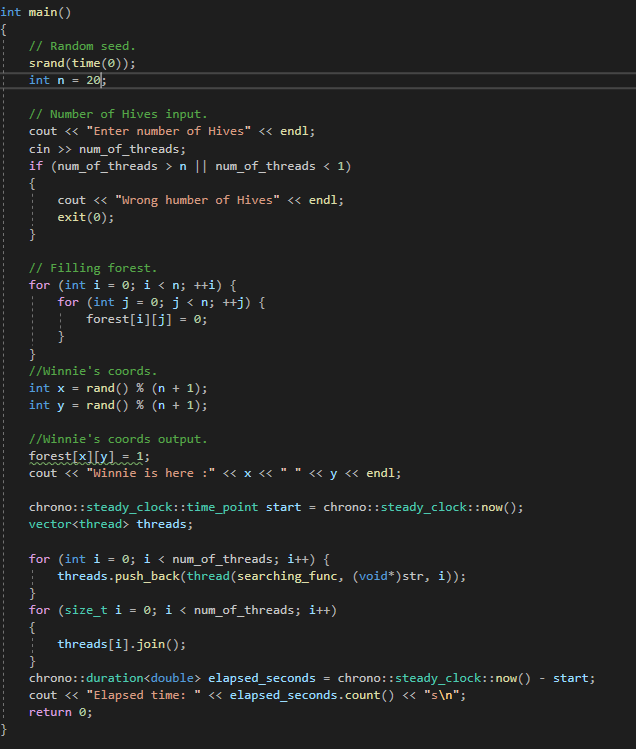 int main()
{
// Random seed.
srand(time(0));
int n = 20;
// Number of Hives input.
cout << "Enter number of Hives" << endl;
cin >> num_of_threads;
if (num_of_threads > n || num_of_threads < 1)
{
cout << "Wrong humber of Hives" << endl;
exit(0);
}
// Filling forest.
for (int i = 0; i < n; ++i) {
for (int j = 0; j < n; ++j) {
forest[i][j] = 0;
}
}
//Winnie's coords.
int x = rand() % (n + 1);
int y = rand() % (n + 1);
//Winnie's coords output.
forest[x][y] = 1;
cout << "Winnie is here :" << x << " " << y << endl;
chrono::steady_clock::time_point start = chrono::steady_clock::now();
vector<thread> threads;
for (int i = 0; i < num_of_threads; i++) {
threads.push_back(thread(searching_func, (void*)str, i));
}
for (size_t i = 0; i < num_of_threads; i++)
{
threads[i].join();
}
chrono::duration<double> elapsed_seconds = chrono::steady_clock::now() - start;
cout << "Elapsed time: " << elapsed_seconds.count() << "s\n";
return 0;
}